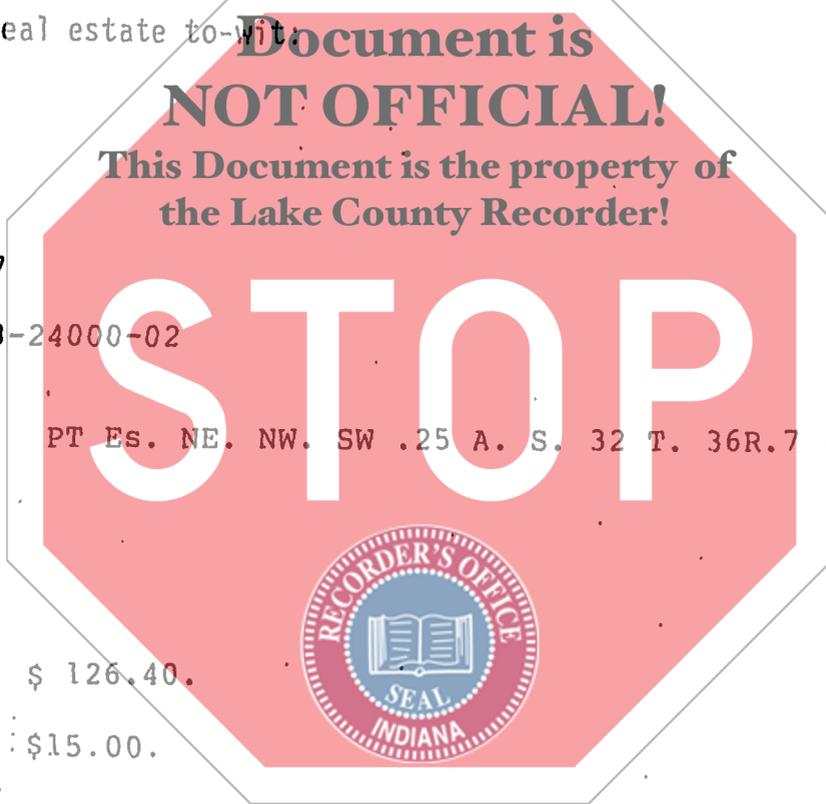 eal estate to-wit:
Document is
NOT OFFICIAL!
This Document is the property of
the Lake County Recorder!
STOP
-24000-02
PT Es. NE. NW. SW .25 A. S. 32 T. 36R.7
RECORDER'S OFFICE
SEAL
INDIANA
$ 126.40.
$15.00.